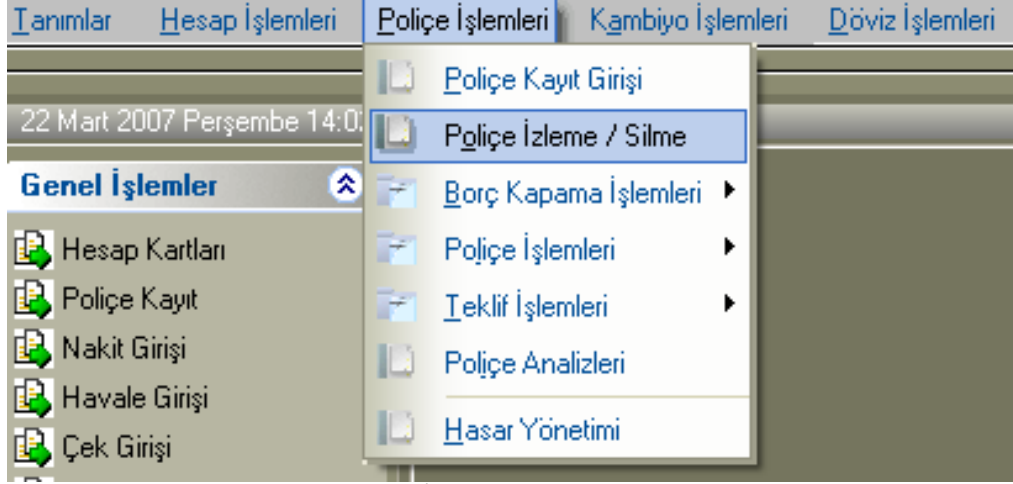 Tanımlar Hesap İşlemleri Poliçe İşlemleri Kambiyo İşlemleri Döviz İşlemleri
Poliçe Kayıt Girişi
Poliçe İzleme / Silme
Borç Kapama İşlemleri
Poliçe İşlemleri
Teklif İşlemleri
Poliçe Analizleri
Hasar Yönetimi
22 Mart 2007 Perşembe 14:0
Genel İşlemler
Hesap Kartları
Poliçe Kayıt
Nakit Girişi
Havale Girişi
Çek Girişi